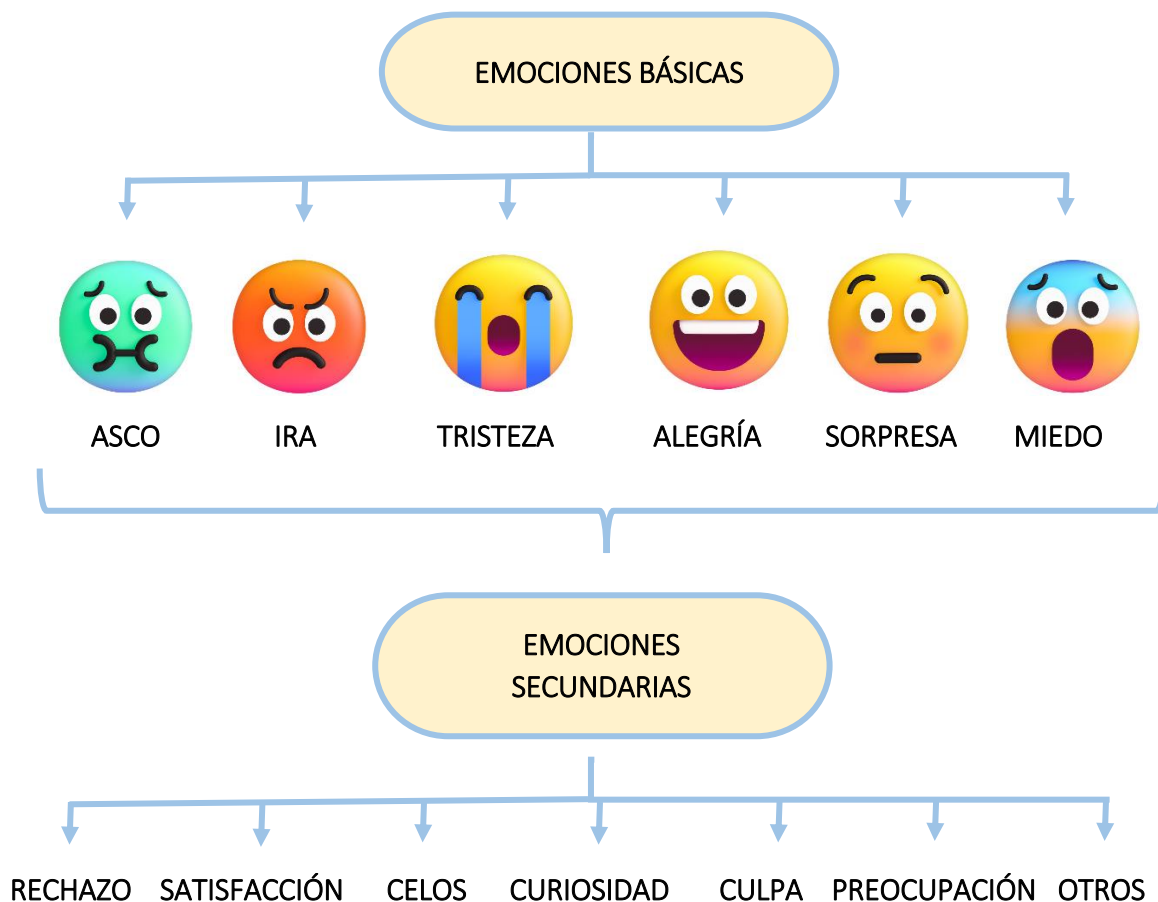 EMOCIONES BÁSICAS
ASCO IRA TRISTEZA ALEGRÍA SORPRESA MIEDO
EMOCIONES
SECUNDARIAS
RECHAZO SATISFACCIÓN CELOS CURIOSIDAD CULPA PREOCUPACIÓN OTROS